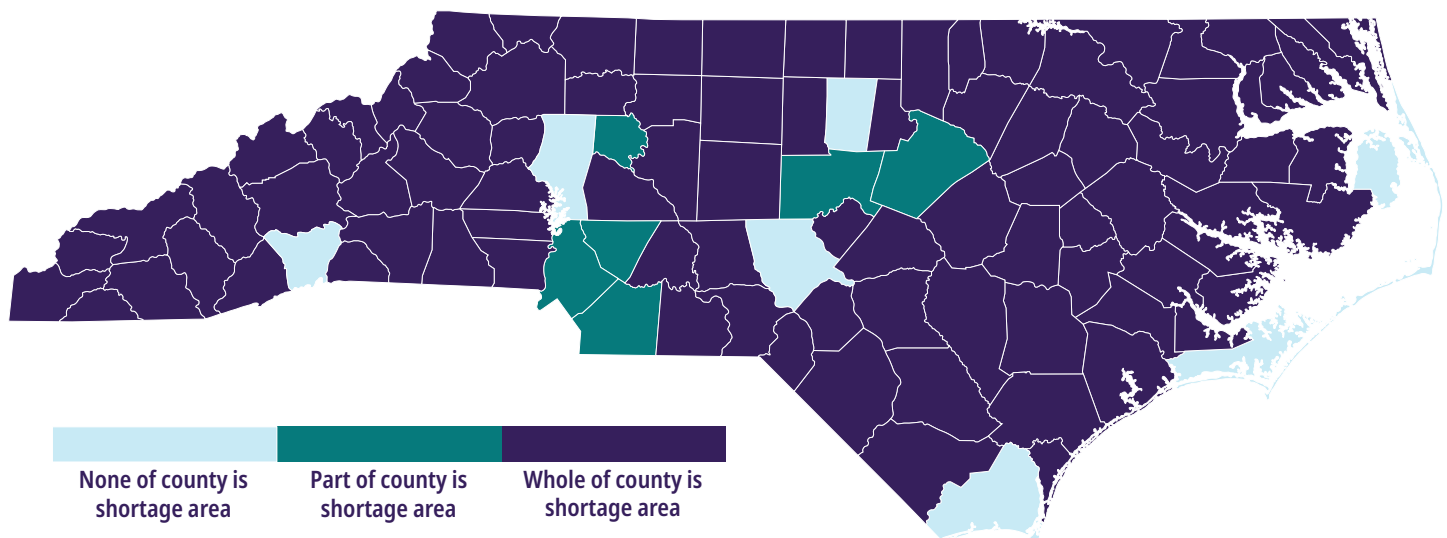 None of county is
shortage area
Part of county is
shortage area
Whole of county is
shortage area